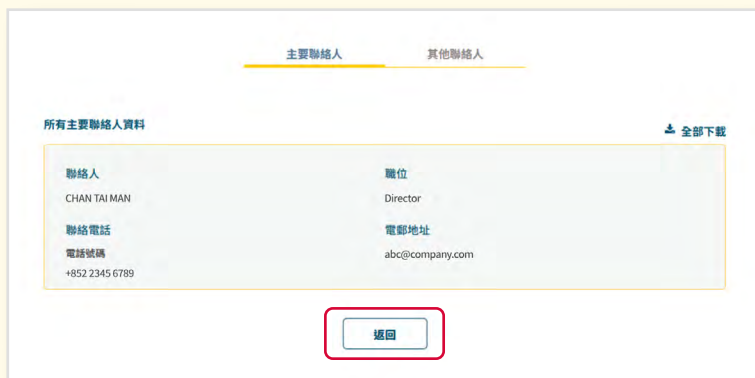 主要聯絡人 其他聯絡人
所有主要聯絡人資料 全部下載
聯絡人 職位
CHAN TAI MAN Director
聯絡電話 電郵地址
電話號碼 abc@company.com
+852 2345 6789
返回